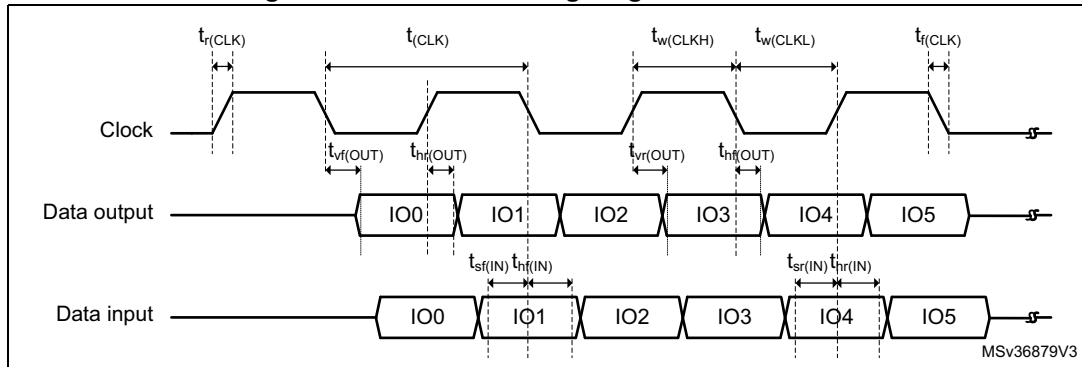 t_r(CLK) t_(CLK) t_w(CLKH) t_w(CLKL) t_f(CLK)
Clock
t_vf(OUT) t_hr(OUT) t_vr(OUT) t_hf(OUT)
Data output IO0 IO1 IO2 IO3 IO4 IO5
t_sf(IN) t_hf(IN) t_sr(IN) t_hr(IN)
Data input IO0 IO1 IO2 IO3 IO4 IO5
MSv36879V3